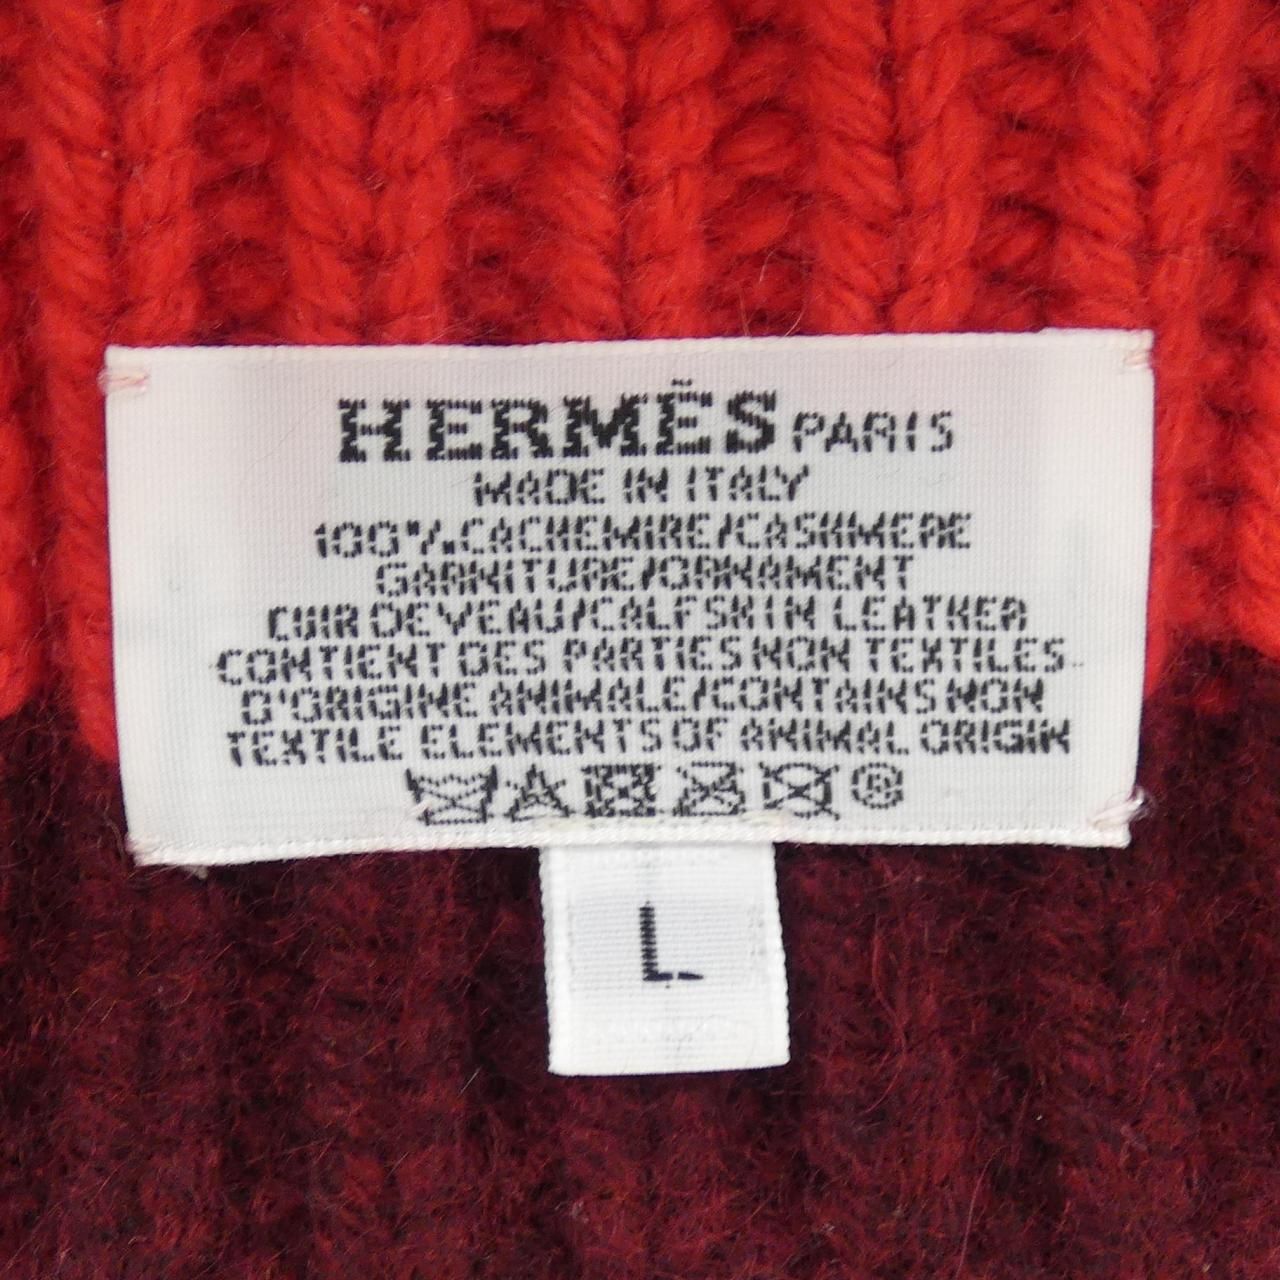 HERMÈS PARIS
MADE IN ITALY
100%CACHEMIRE/CASHMERE
GARNITURE/ORNAMENT
CUIR DE VEAU/CALFSKIN LEATHER
CONTIENT DES PARTIES NON TEXTILES
D'ORIGINE ANIMALE/CONTAINS NON
TEXTILE ELEMENTS OF ANIMAL ORIGIN
L